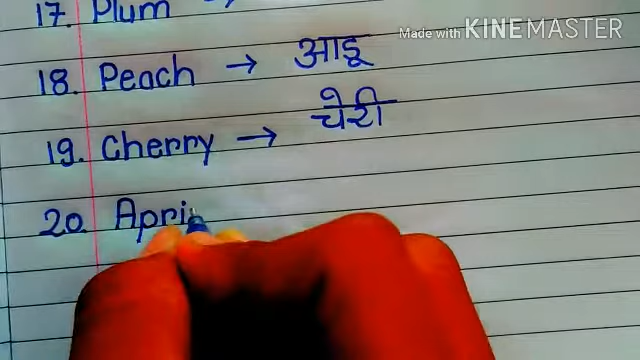 Made with KINEMASTER
17. Plum
18. Peach → आडू
19. Cherry → चेरी
20. Apri